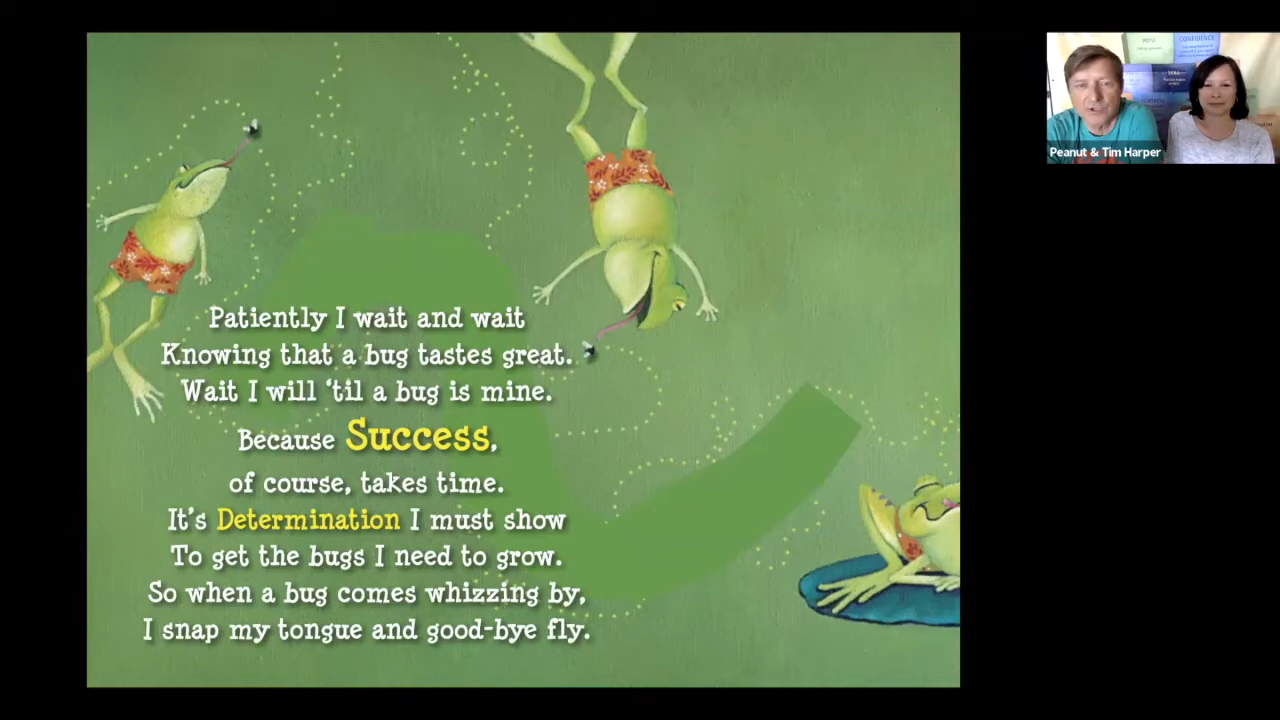 Patiently I wait and wait
Knowing that a bug tastes great.
Wait I will 'til a bug is mine.
Because Success,
of course, takes time.
It's Determination I must show
To get the bugs I need to grow.
So when a bug comes whizzing by,
I snap my tongue and good-bye fly.
CONFIDENCE
Peanut & Tim Harper